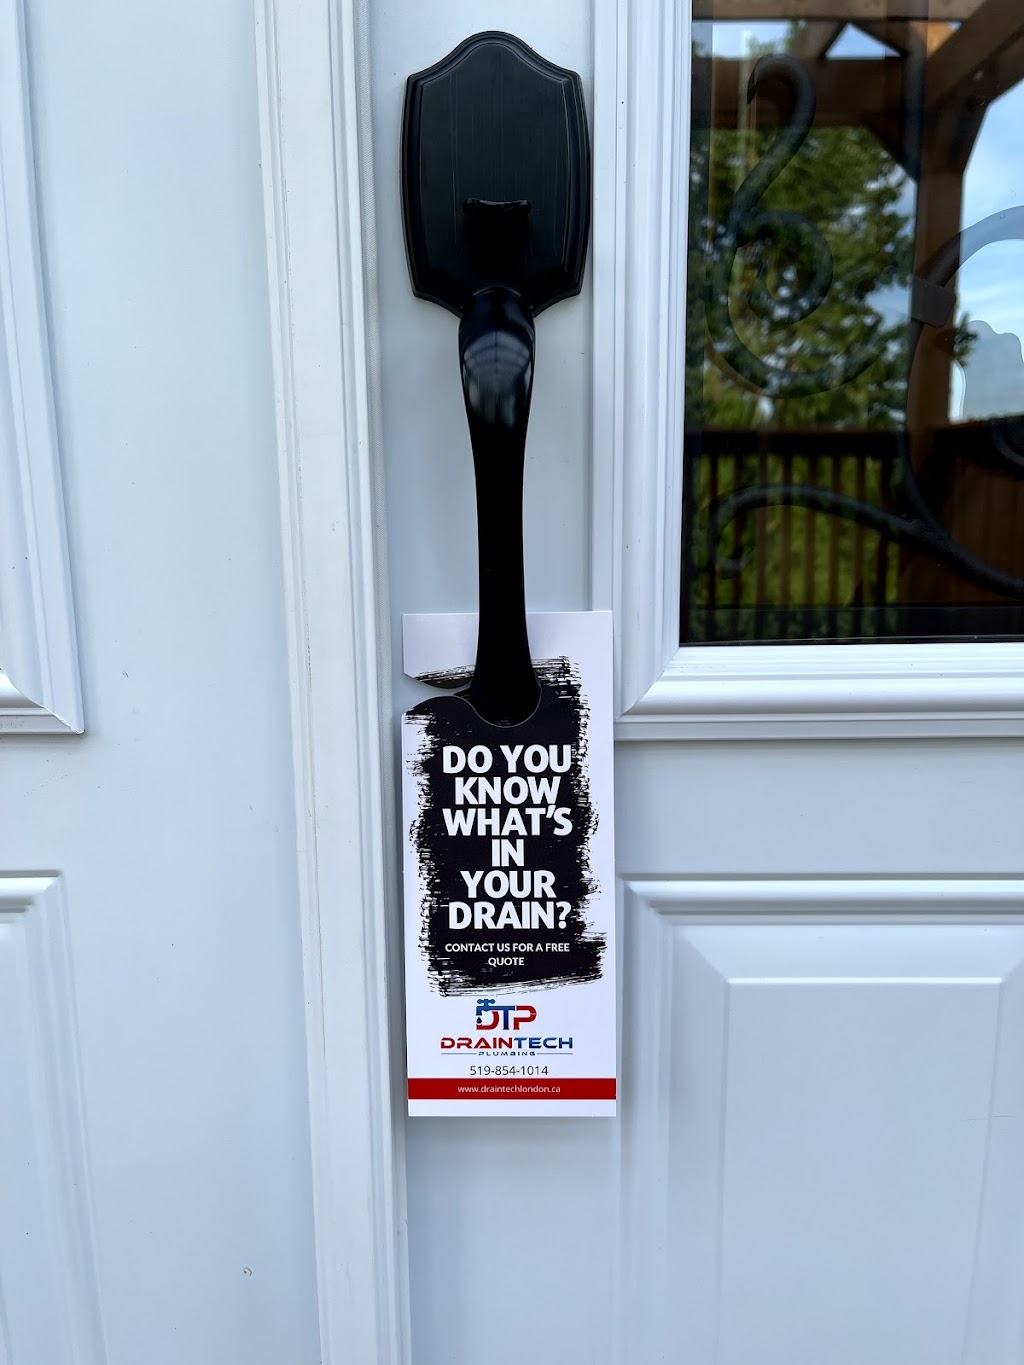 DO YOU
KNOW
WHAT'S
IN
YOUR
DRAIN?
CONTACT US FOR A FREE
QUOTE
DTP
DRAINTECH
PLUMBING
519-854-1014
www.draintechlondon.ca